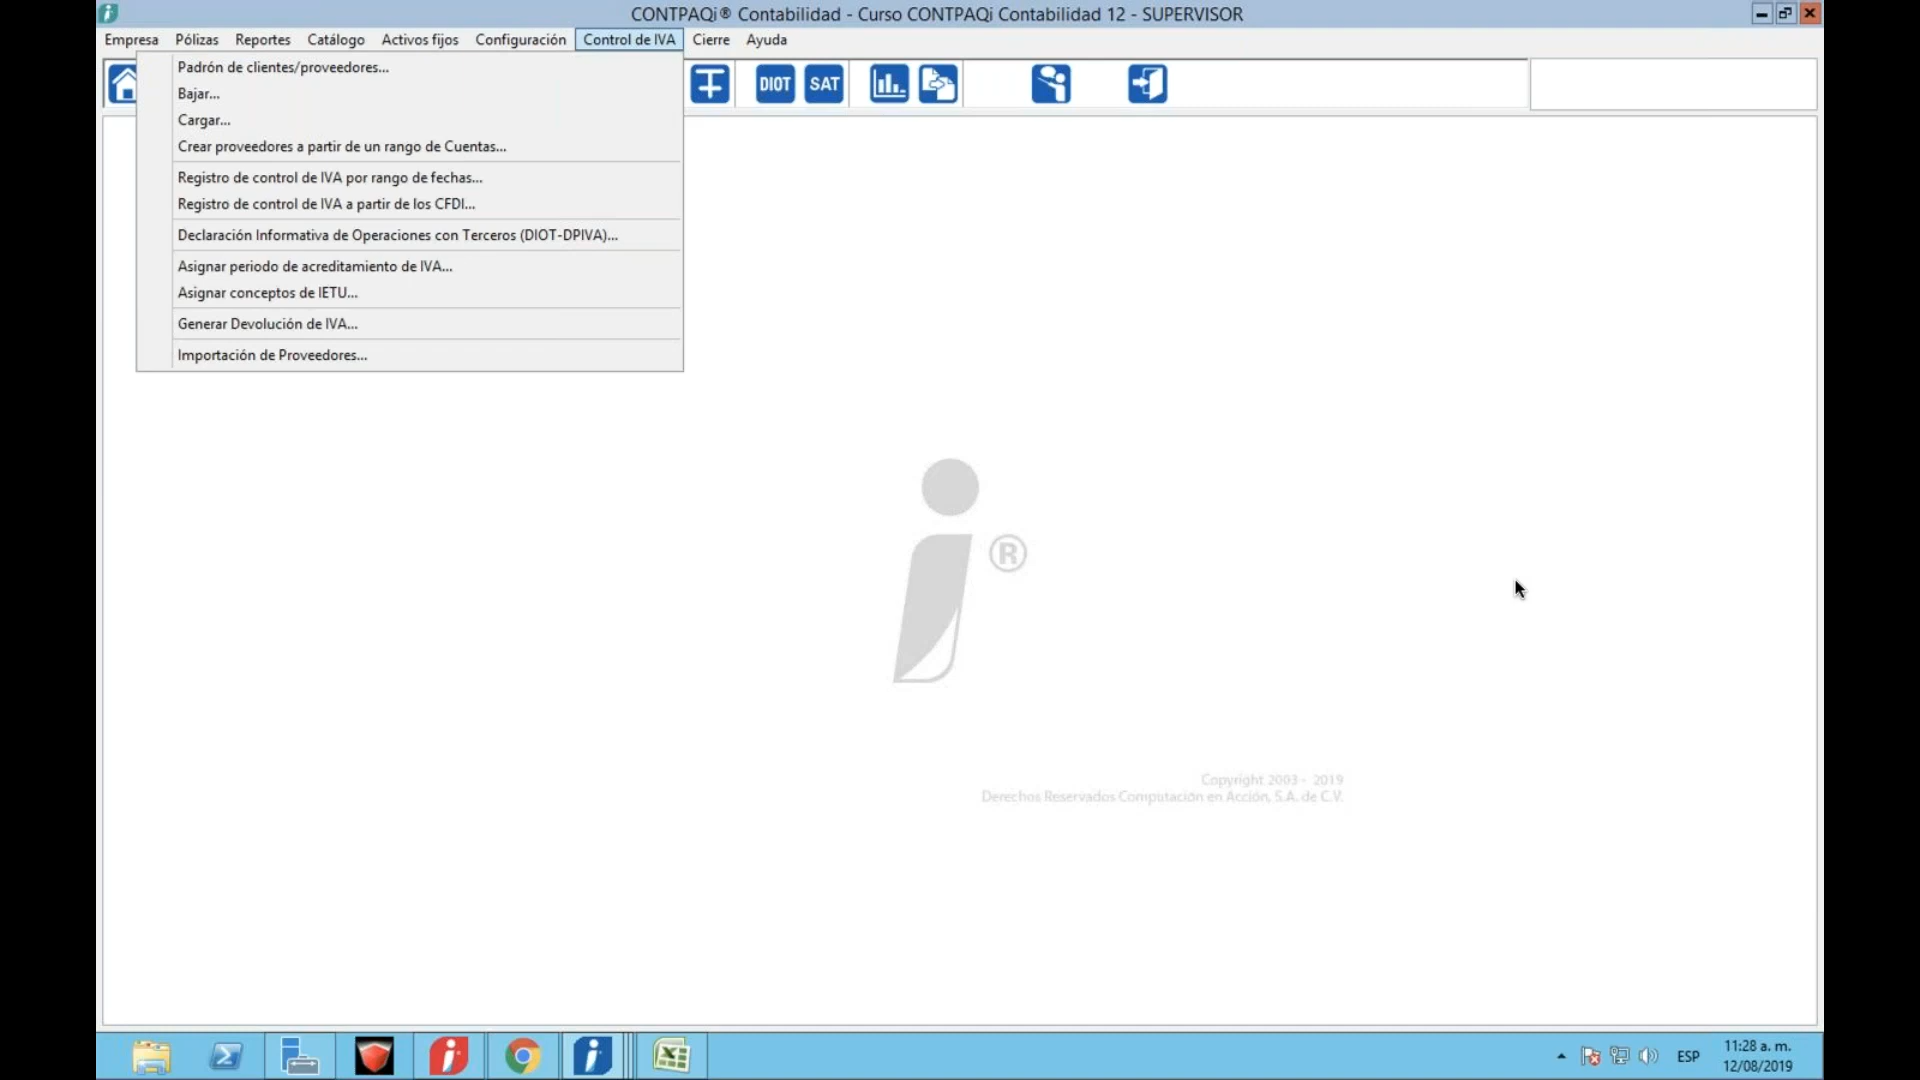 CONTPAQi® Contabilidad - Curso CONTPAQi Contabilidad 12 - SUPERVISOR
Empresa Pólizas Reportes Catálogo Activos fijos Configuración Control de IVA Cierre Ayuda
DIOT SAT
Padrón de clientes/proveedores...
Bajar...
Cargar...
Crear proveedores a partir de un rango de Cuentas...
Registro de control de IVA por rango de fechas...
Registro de control de IVA a partir de los CFDI...
Declaración Informativa de Operaciones con Terceros (DIOT-DPIVA)...
Asignar periodo de acreditamiento de IVA...
Asignar conceptos de IETU...
Generar Devolución de IVA...
Importación de Proveedores...
®
Copyright 2003 - 2019
Derechos Reservados Computación en Acción, S.A. de C.V.
ESP
11:28 a. m.
12/08/2019